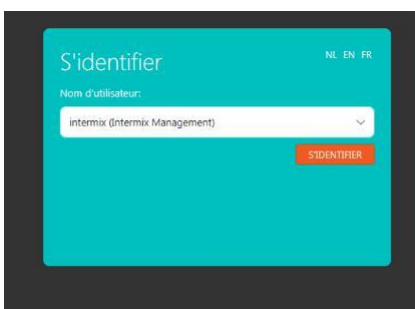 S'identifier
NL EN FR
Nom d'utilisateur:
intermix (Intermix Management)
S'IDENTIFIER